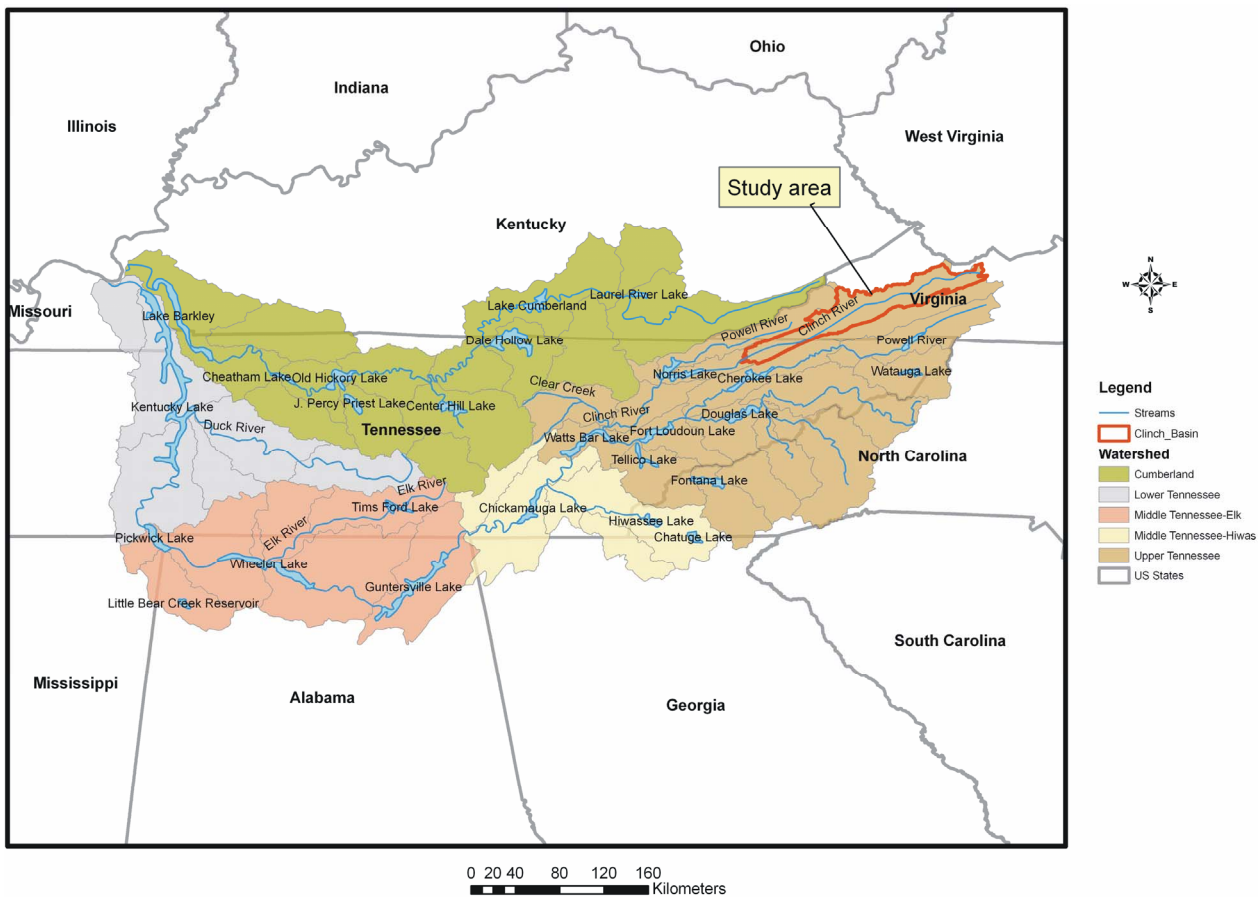 Ohio
Indiana
Illinois
West Virginia
Study area
Kentucky
Missouri
Laurel River Lake
Lake Cumberland
Virginia
Lake Barkley
Powell River
Clinch River
Dale Hollow Lake
Powell River
Cheatham Lake
Old Hickory Lake
Norris Lake
Cherokee Lake
Watauga Lake
Clear Creek
J. Percy Priest Lake
Center Hill Lake
Kentucky Lake
Duck River
Tennessee
Clinch River
Douglas Lake
Fort Loudoun Lake
Watts Bar Lake
Tellico Lake
North Carolina
Fontana Lake
Elk River
Tims Ford Lake
Chickamauga Lake
Hiwassee Lake
Chatuge Lake
Elk River
Pickwick Lake
Wheeler Lake
Guntersville Lake
Little Bear Creek Reservoir
South Carolina
Mississippi
Alabama
Georgia
N
W
E
S
Legend
Streams
Clinch_Basin
Watershed
Cumberland
Lower Tennessee
Middle Tennessee-Elk
Middle Tennessee-Hiwas
Upper Tennessee
US States
0 20 40 80 120 160
Kilometers